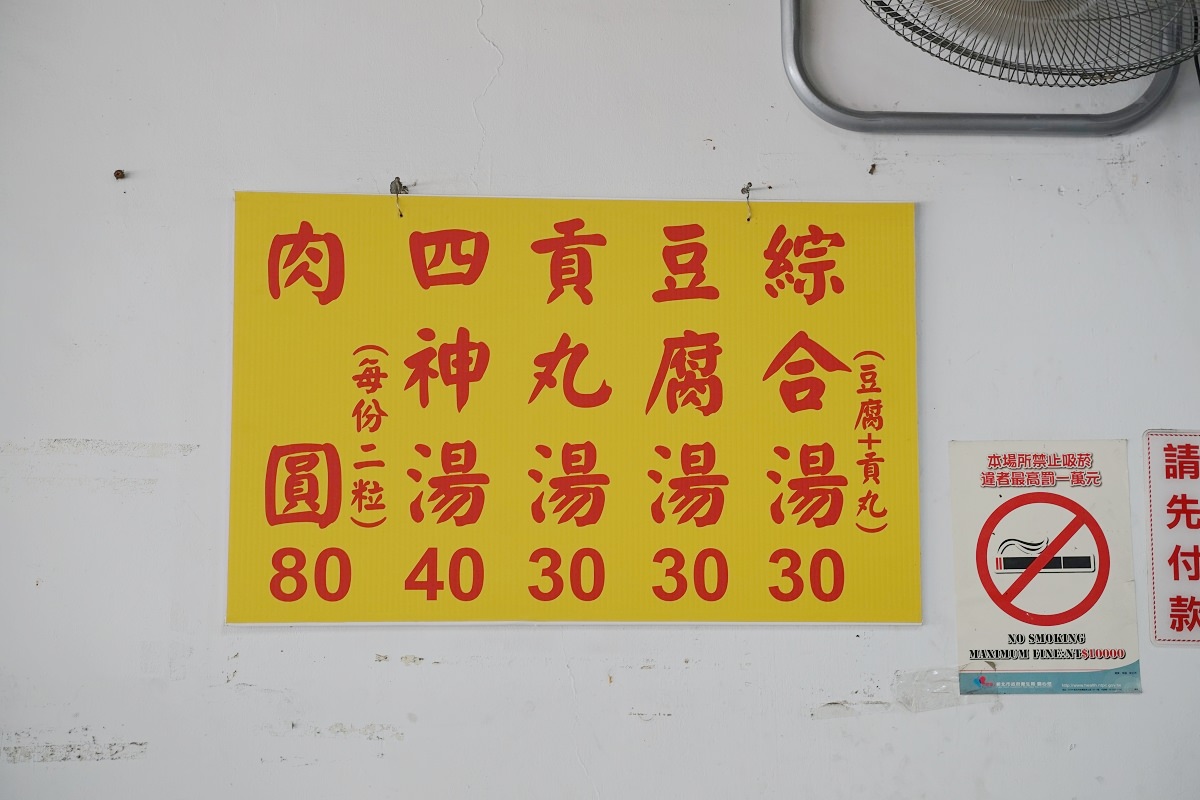 肉圓
(每份二粒)
80
四神湯
40
貢丸湯
30
豆腐湯
30
綜合湯
(豆腐+貢丸)
30
本場所禁止吸菸
違者最高罰一萬元
NO SMOKING
MAXIMUM FINE:NT$10000
請先付款